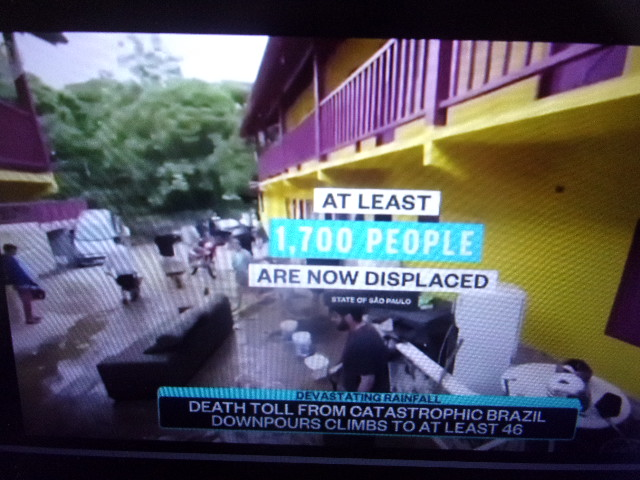 AT LEAST
1,700 PEOPLE
ARE NOW DISPLACED
STATE OF SÃO PAULO
DEVASTATING RAINFALL
DEATH TOLL FROM CATASTROPHIC BRAZIL
DOWNPOURS CLIMBS TO AT LEAST 46